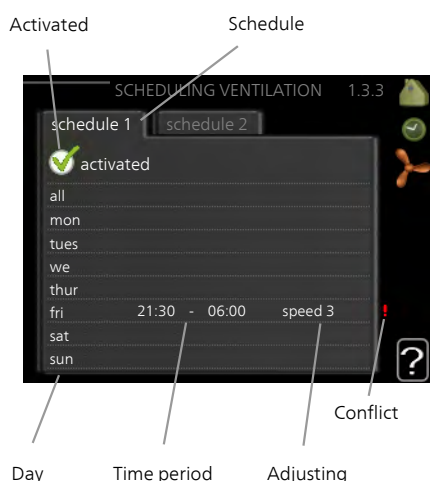 Activated Schedule
SCHEDULING VENTILATION 1.3.3
schedule 1 schedule 2
activated
all
mon
tues
we
thur
fri 21:30 - 06:00 speed 3 !
sat
sun
?
Conflict
Day Time period Adjusting